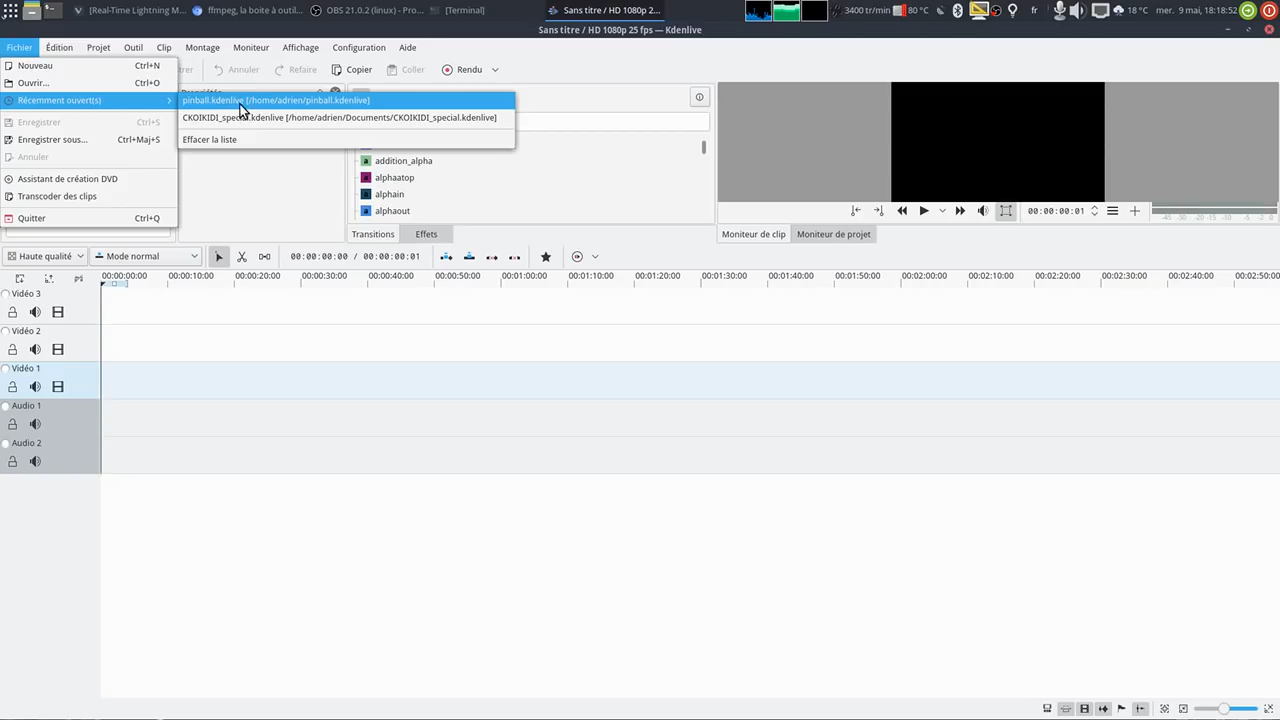 [Real-Time Lightning M...
ffmpeg, la boite à outil...
OBS 21.0.2 (linux) - Pro...
[Terminal]
Sans titre / HD 1080p 2...
3400 tr/min
80 °C
fr
18 °C
mer. 9 mai, 18:18:52
Sans titre / HD 1080p 25 fps — Kdenlive
Fichier
Édition
Projet
Outil
Clip
Montage
Moniteur
Affichage
Configuration
Aide
Nouveau Ctrl+N
Annuler
Refaire
Copier
Coller
Rendu
Ouvrir... Ctrl+O
Récemment ouvert(s)
pinball.kdenlive [/home/adrien/pinball.kdenlive]
CKOIKIDI_special.kdenlive [/home/adrien/Documents/CKOIKIDI_special.kdenlive]
Effacer la liste
Enregistrer Ctrl+S
Enregistrer sous... Ctrl+Maj+S
Annuler
Assistant de création DVD
Transcoder des clips
Quitter Ctrl+Q
addition_alpha
alphaatop
alphain
alphaout
Transitions
Effets
00:00:00:01
-45 -30 -20 -15 -10 -5 -2 0
Moniteur de clip
Moniteur de projet
Haute qualité
Mode normal
00:00:00:00 / 00:00:00:01
00:00:00:00
00:00:10:00
00:00:20:00
00:00:30:00
00:00:40:00
00:00:50:00
00:01:00:00
00:01:10:00
00:01:20:00
00:01:30:00
00:01:40:00
00:01:50:00
00:02:00:00
00:02:10:00
00:02:20:00
00:02:30:00
00:02:40:00
00:02:50:00
Vidéo 3
Vidéo 2
Vidéo 1
Audio 1
Audio 2